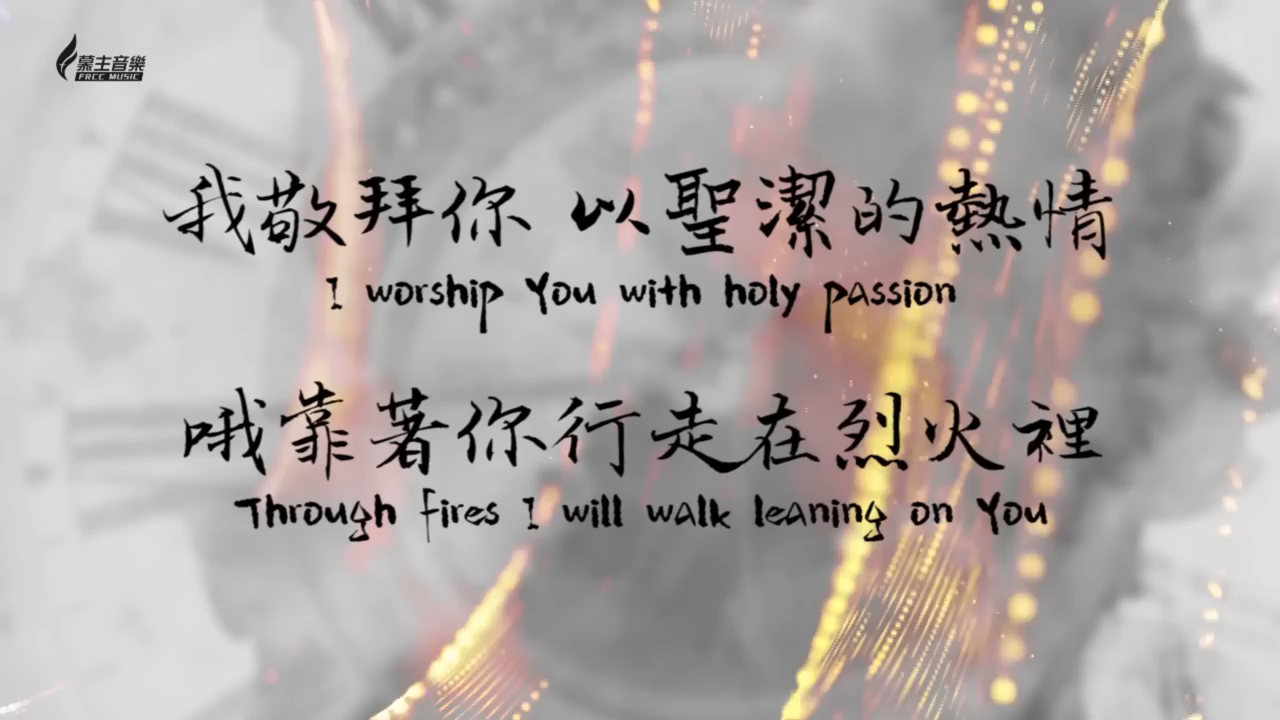 慕主音樂
FRCC MUSIC
我敬拜你 以聖潔的熱情
I worship You with holy passion
哦靠著你行走在烈火裡
Through fires I will walk leaning on You